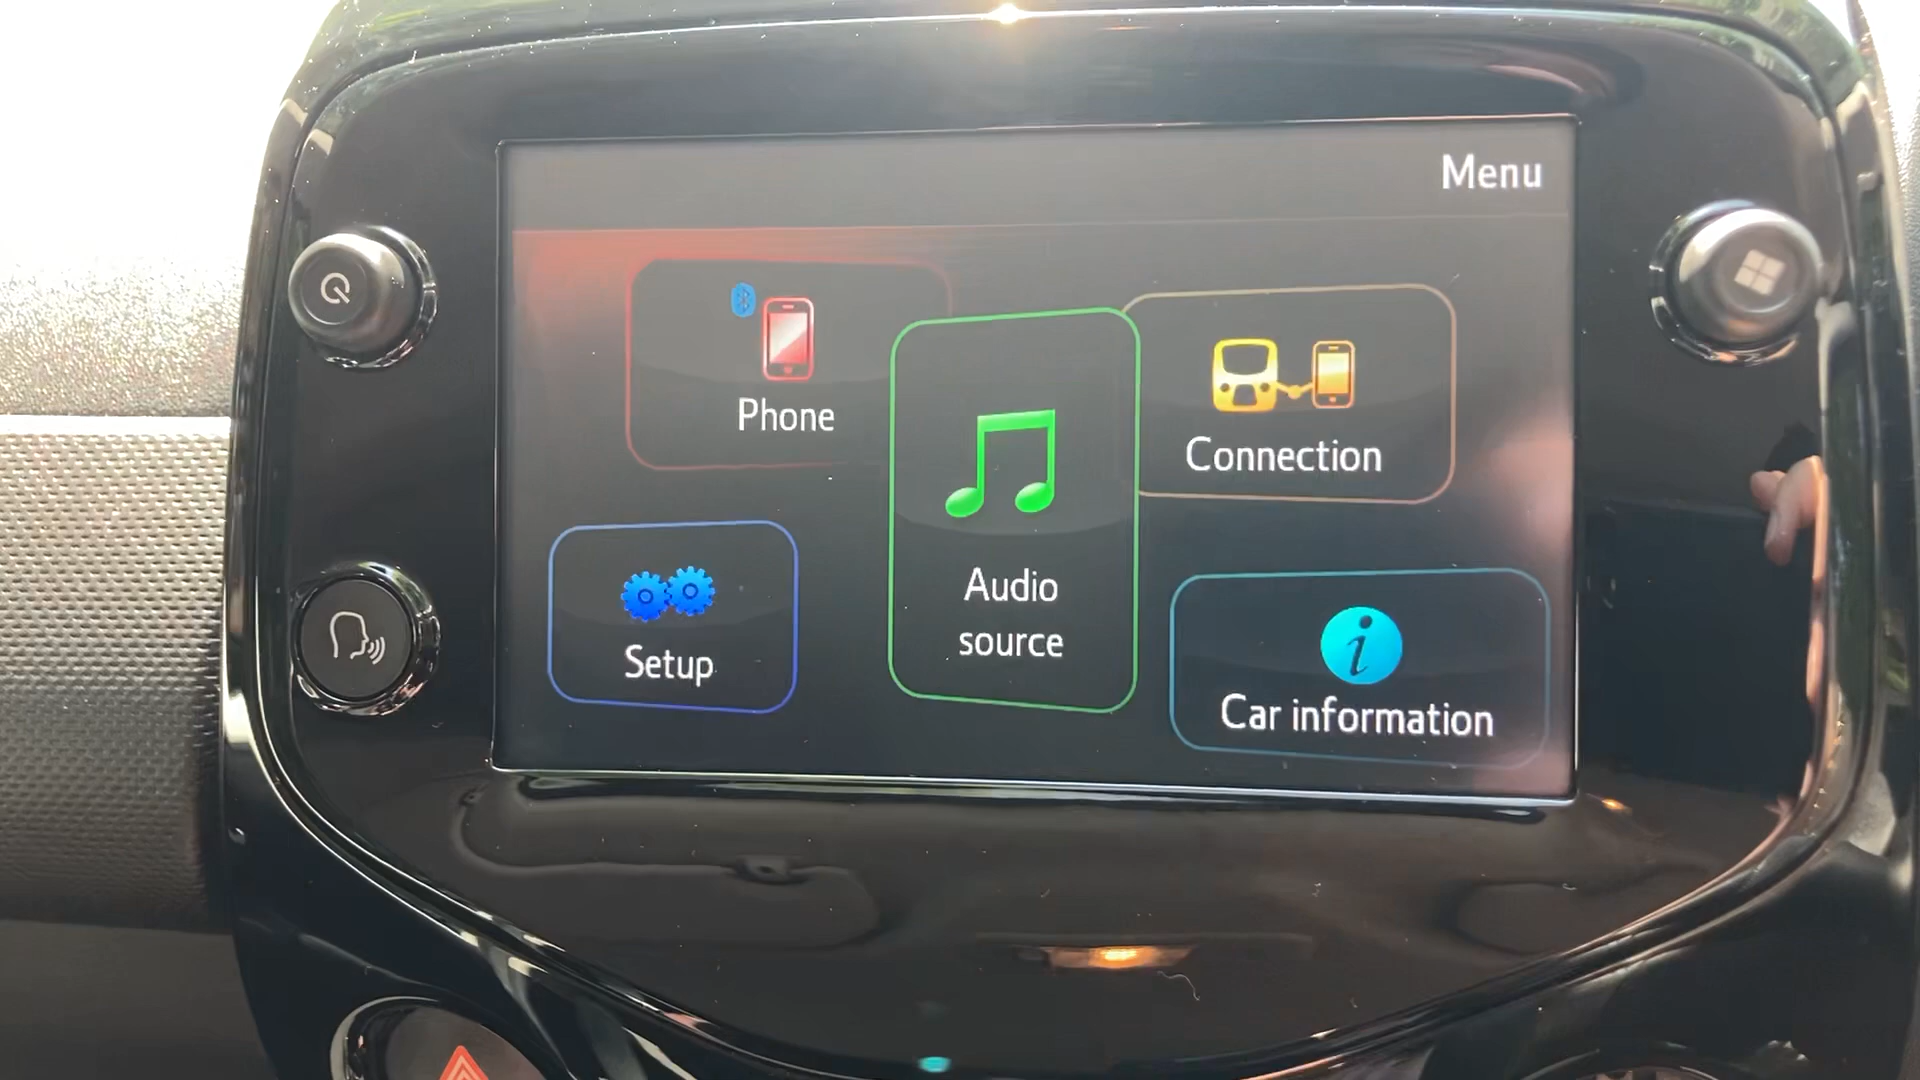 Menu
Phone
Connection
Audio
source
Setup
Car information